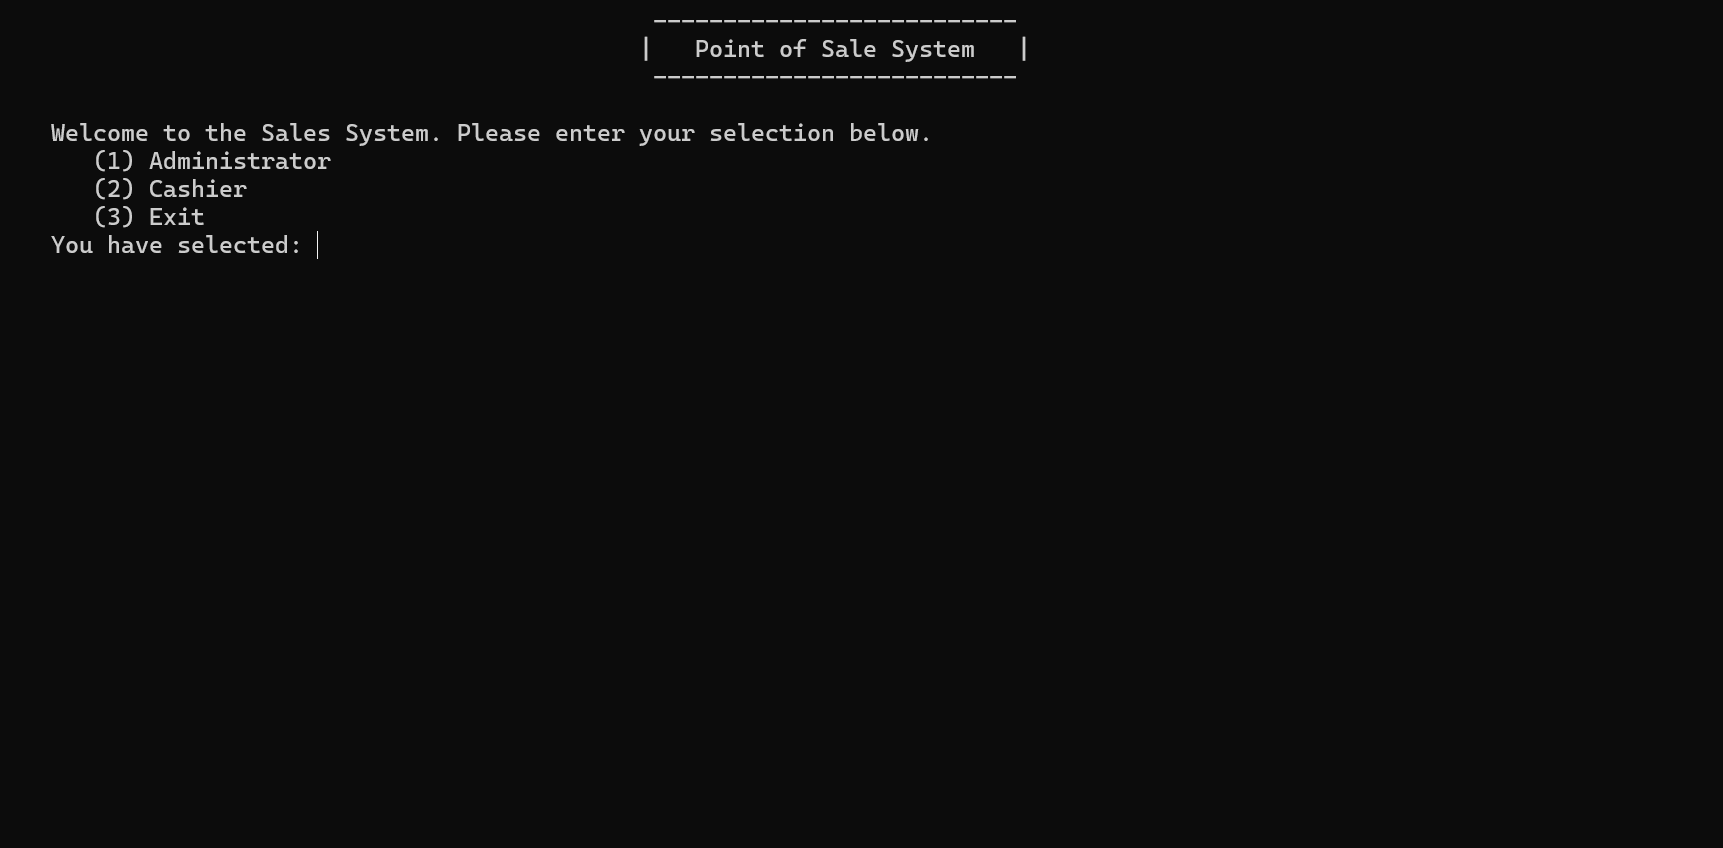 --------------------------
|   Point of Sale System   |
--------------------------
Welcome to the Sales System. Please enter your selection below.
(1) Administrator
(2) Cashier
(3) Exit
You have selected: